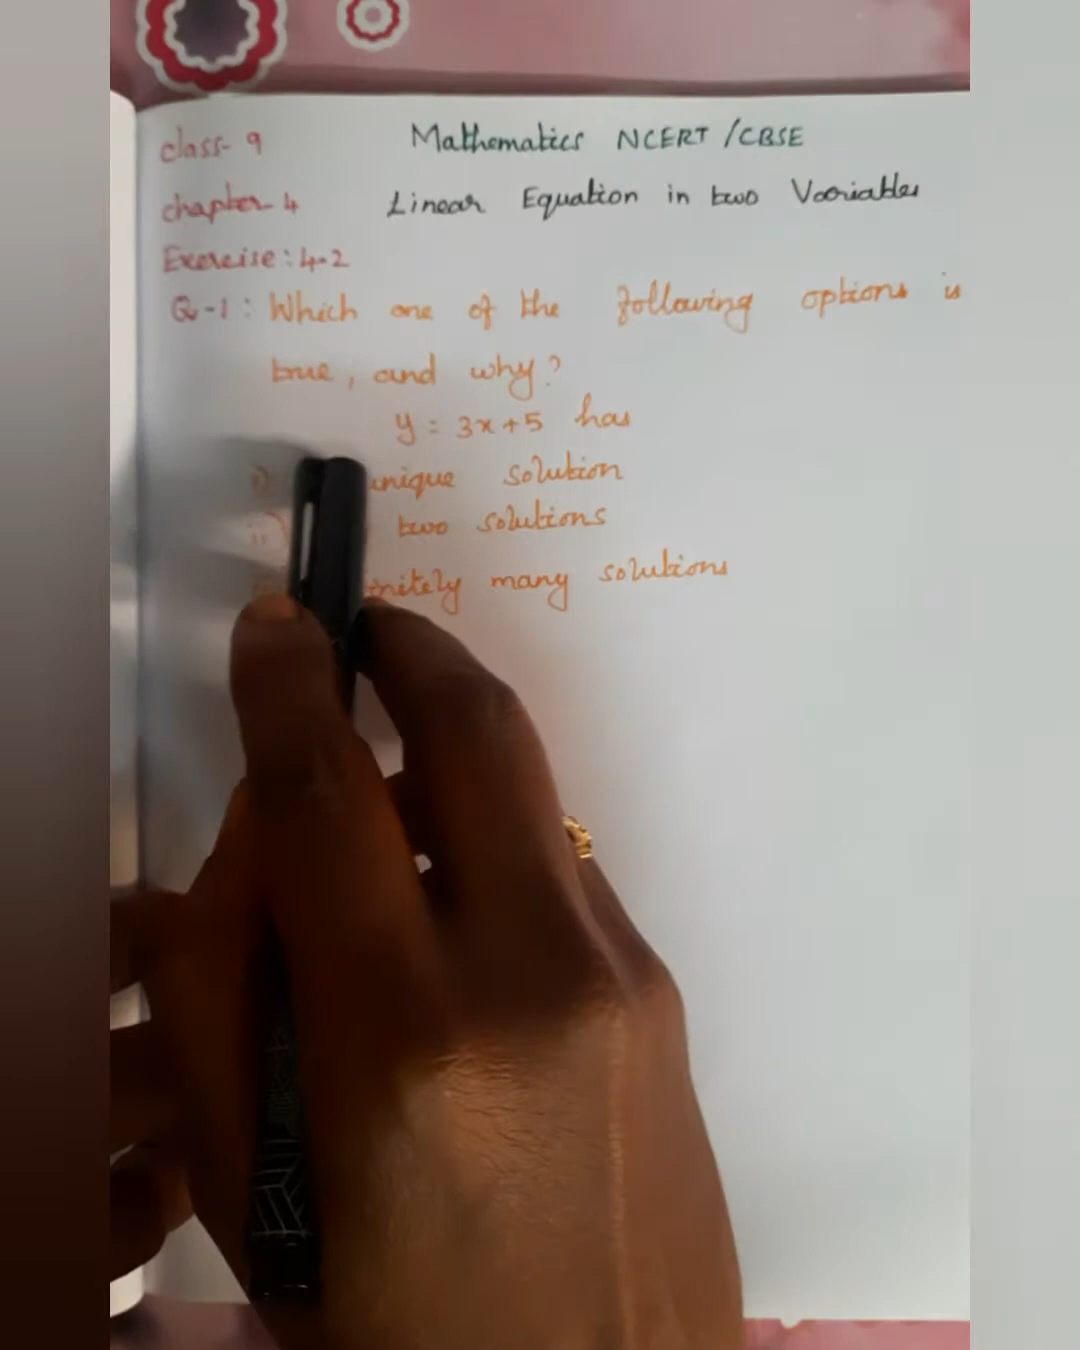 class- 9 Mathematics NCERT /CBSE
chapter- 4 Linear Equation in two Variables
Exercise: 4.2
Q-1: Which one of the following options is
true, and why?
y = 3x+5 has
i) unique solution
ii) two solutions
many solutions